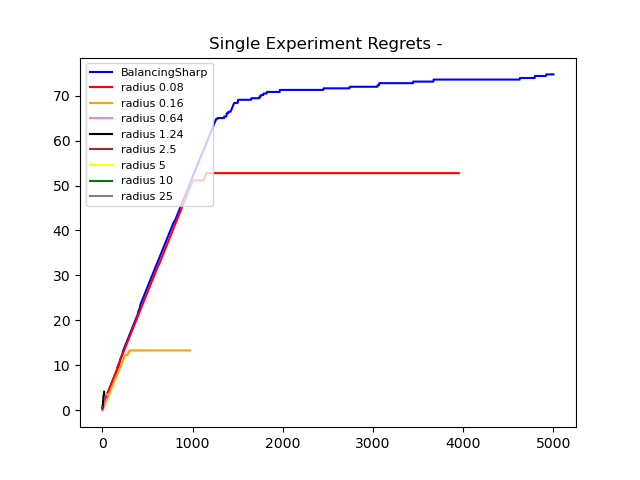 Single Experiment Regrets -
BalancingSharp
radius 0.08
radius 0.16
radius 0.64
radius 1.24
radius 2.5
radius 5
radius 10
radius 25
70
60
50
40
30
20
10
0
0 1000 2000 3000 4000 5000